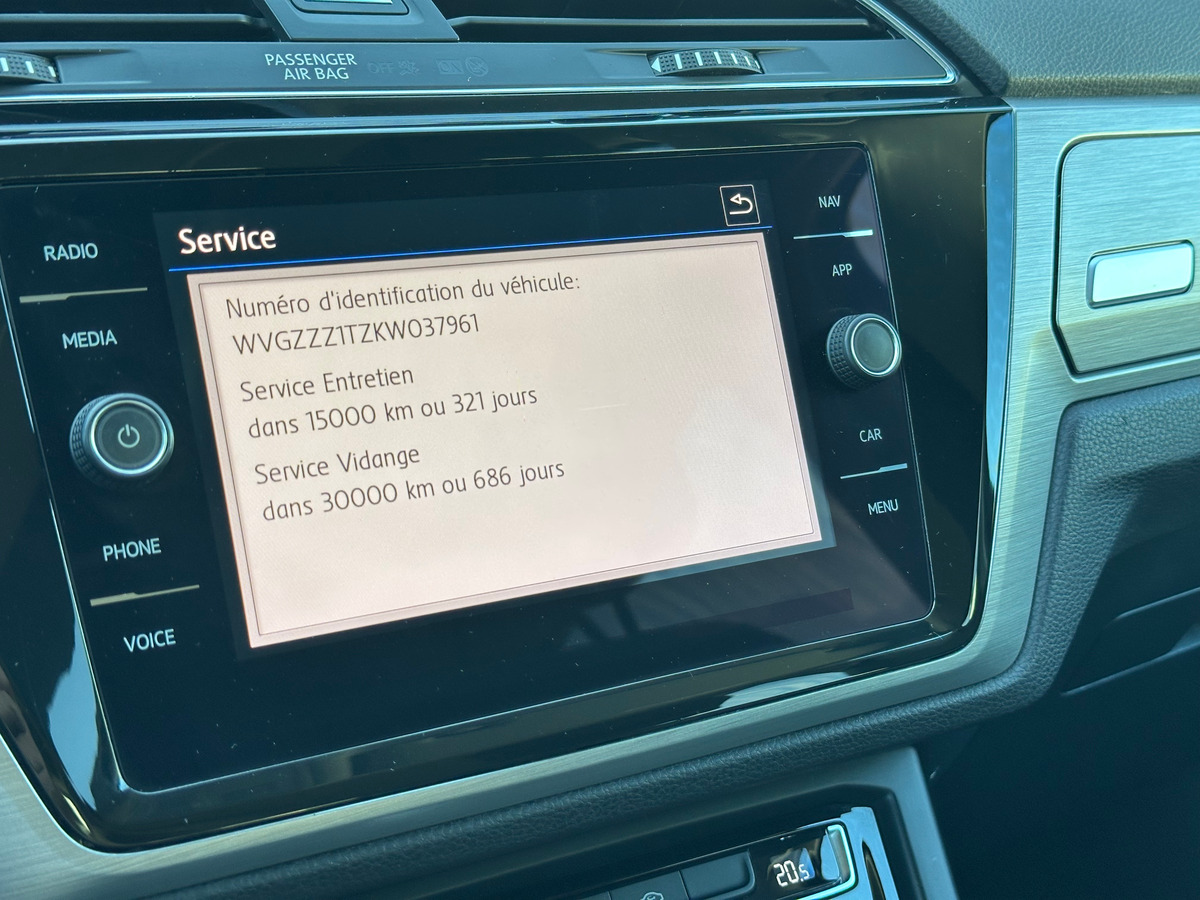 PASSENGER
AIR BAG OFF
RADIO
MEDIA
PHONE
VOICE
Service
Numéro d'identification du véhicule:
WVGZZZ1TZKW037961
Service Entretien
dans 15000 km ou 321 jours
Service Vidange
dans 30000 km ou 686 jours
NAV
APP
CAR
MENU
20.5